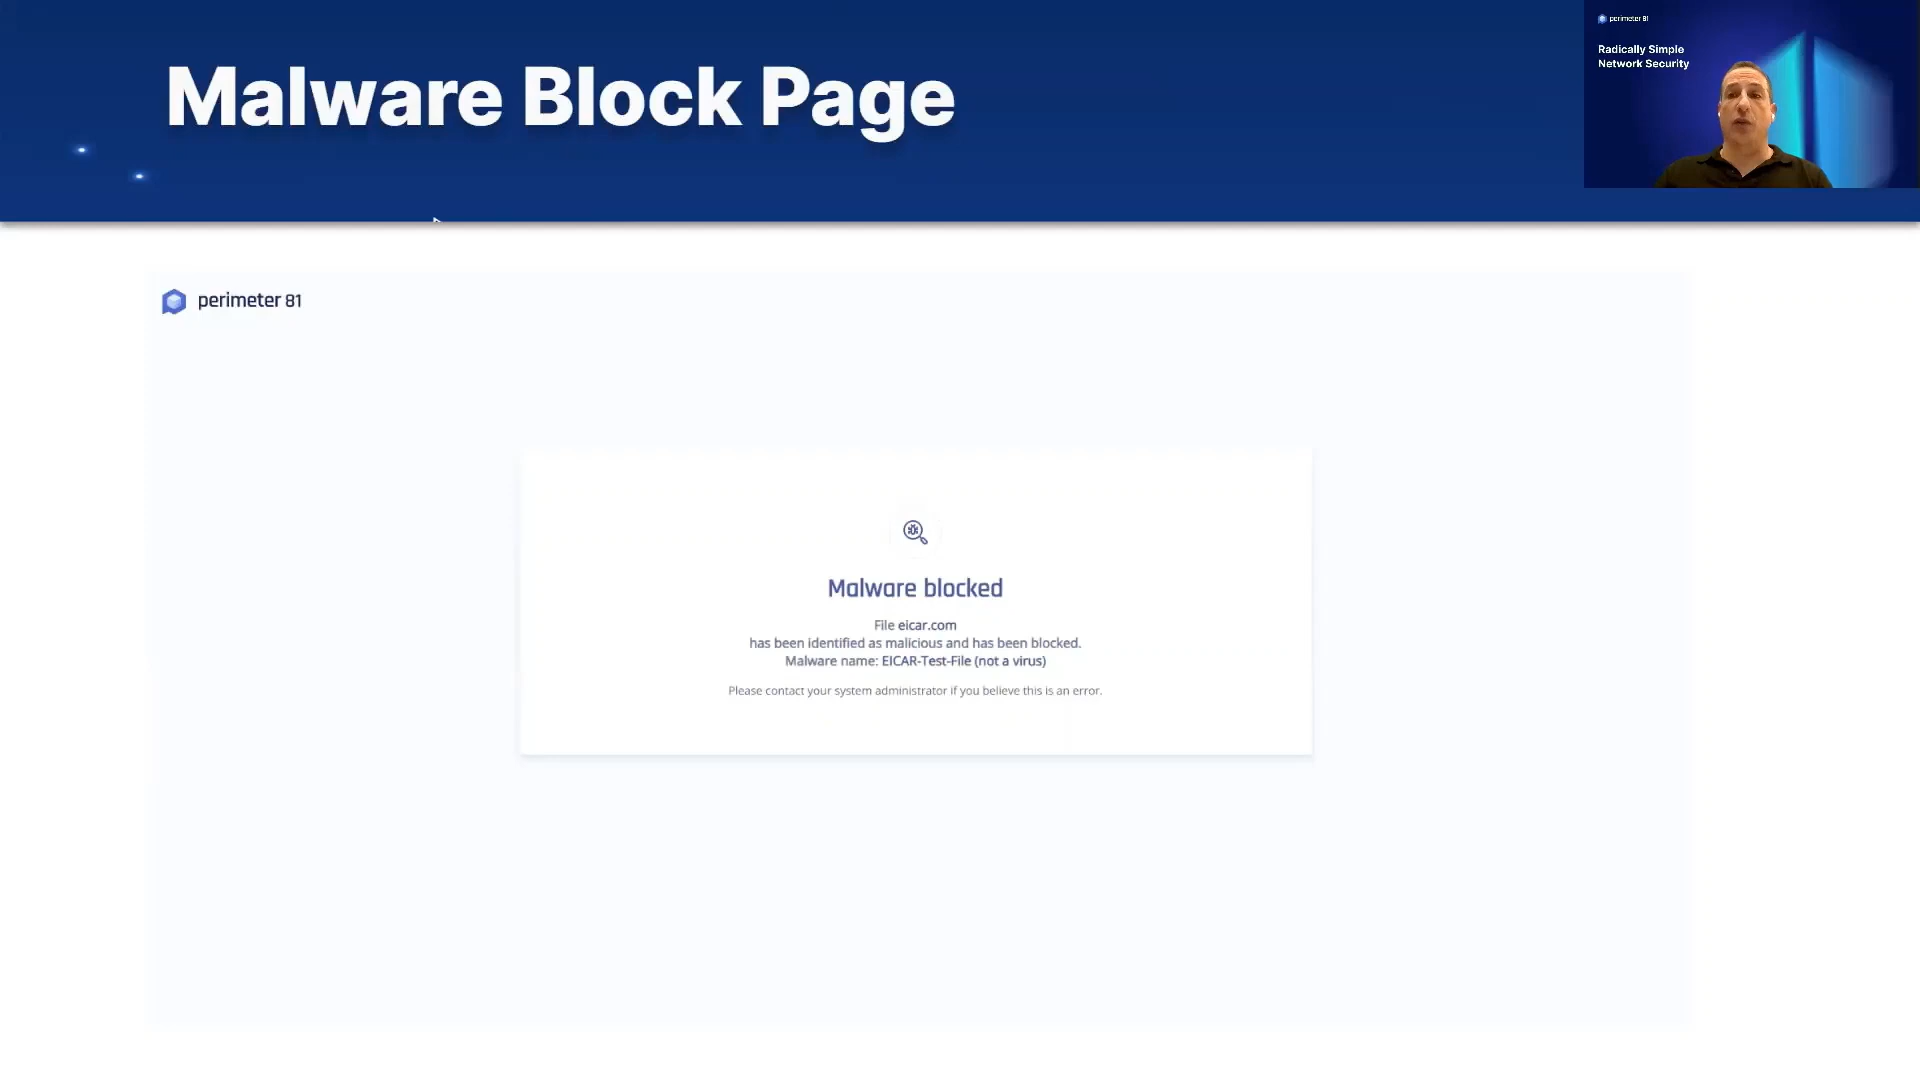 Malware Block Page
perimeter 81
Radically Simple
Network Security
perimeter 81
Malware blocked
File eicar.com
has been identified as malicious and has been blocked.
Malware name: EICAR-Test-File (not a virus)
Please contact your system administrator if you believe this is an error.